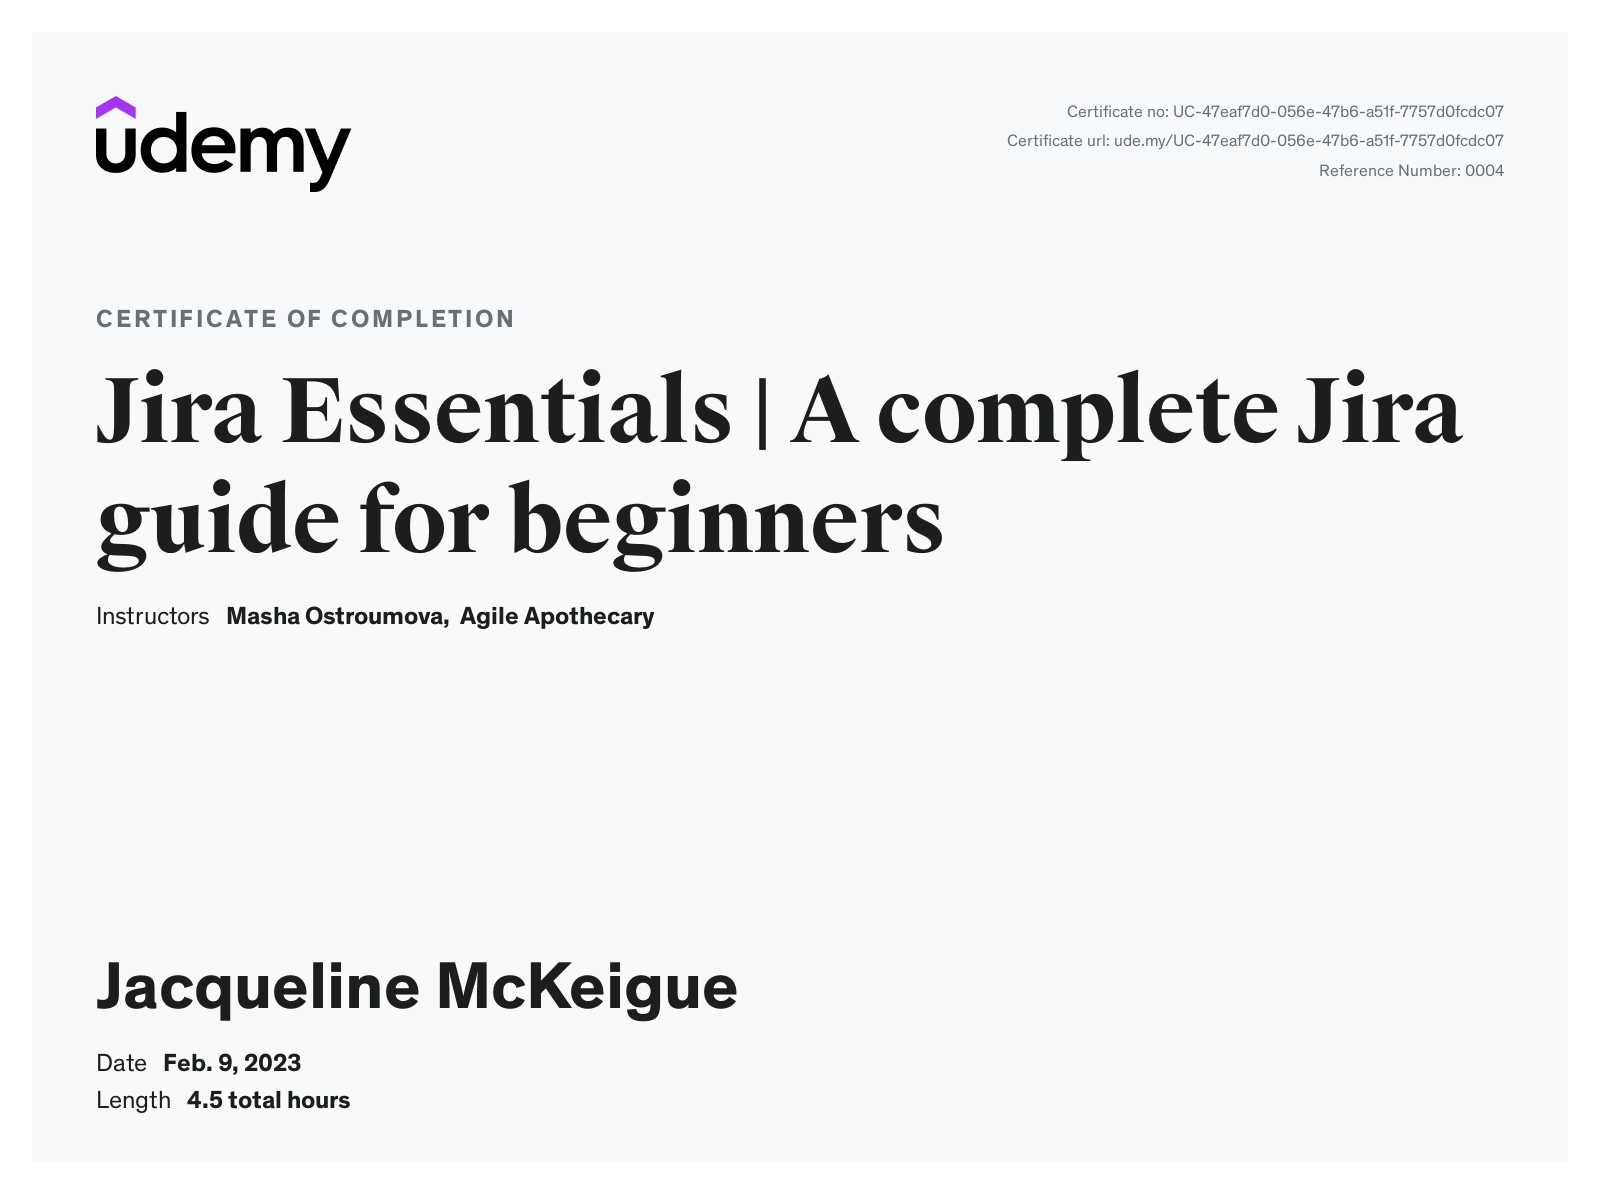 udemy
Certificate no: UC-47eaf7d0-056e-47b6-a51f-7757d0fcdc07
Certificate url: ude.my/UC-47eaf7d0-056e-47b6-a51f-7757d0fcdc07
Reference Number: 0004
CERTIFICATE OF COMPLETION
Jira Essentials | A complete Jira
guide for beginners
Instructors Masha Ostroumova, Agile Apothecary
Jacqueline McKeigue
Date Feb. 9, 2023
Length 4.5 total hours